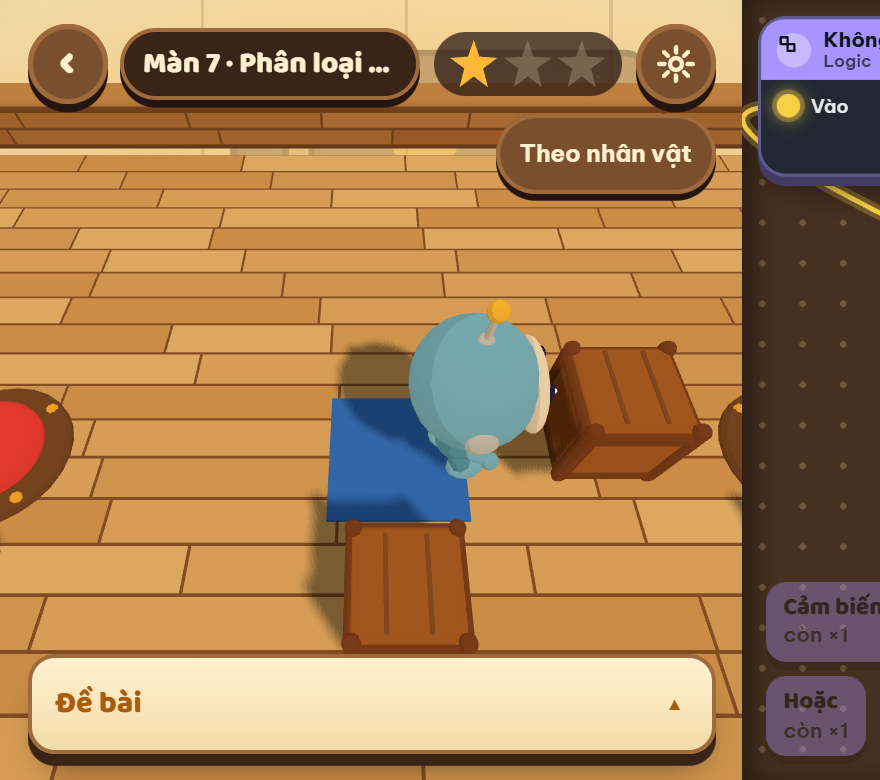 Màn 7 · Phân loại ...
Theo nhân vật
Đề bài
Logic
Vào
Cảm biến
còn ×1
Hoặc
còn ×1